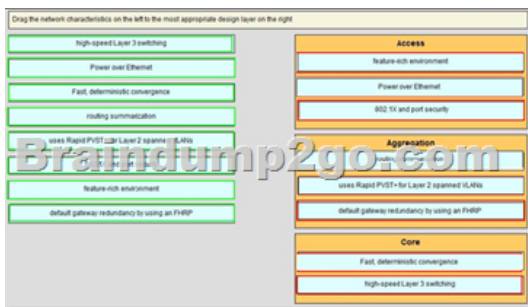 Drag the network characteristics on the left to the most appropriate design layer on the right
high-speed Layer 3 switching
Power over Ethernet
Fast, deterministic convergence
routing summarization
uses Rapid PVST+ for Layer 2 spanned VLANs
feature-rich environment
default gateway redundancy by using an FHRP
Access
feature-rich environment
Power over Ethernet
802.1X and port security
Aggregation
uses Rapid PVST+ for Layer 2 spanned VLANs
default gateway redundancy by using an FHRP
Core
Fast, deterministic convergence
high-speed Layer 3 switching
Braindump2go.com